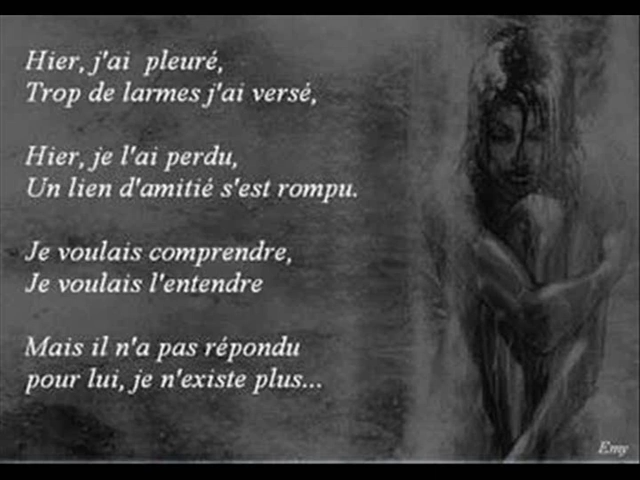 Hier, j'ai pleuré,
Trop de larmes j'ai versé,
Hier, je l'ai perdu,
Un lien d'amitié s'est rompu.
Je voulais comprendre,
Je voulais l'entendre
Mais il n'a pas répondu
pour lui, je n'existe plus...
Emy